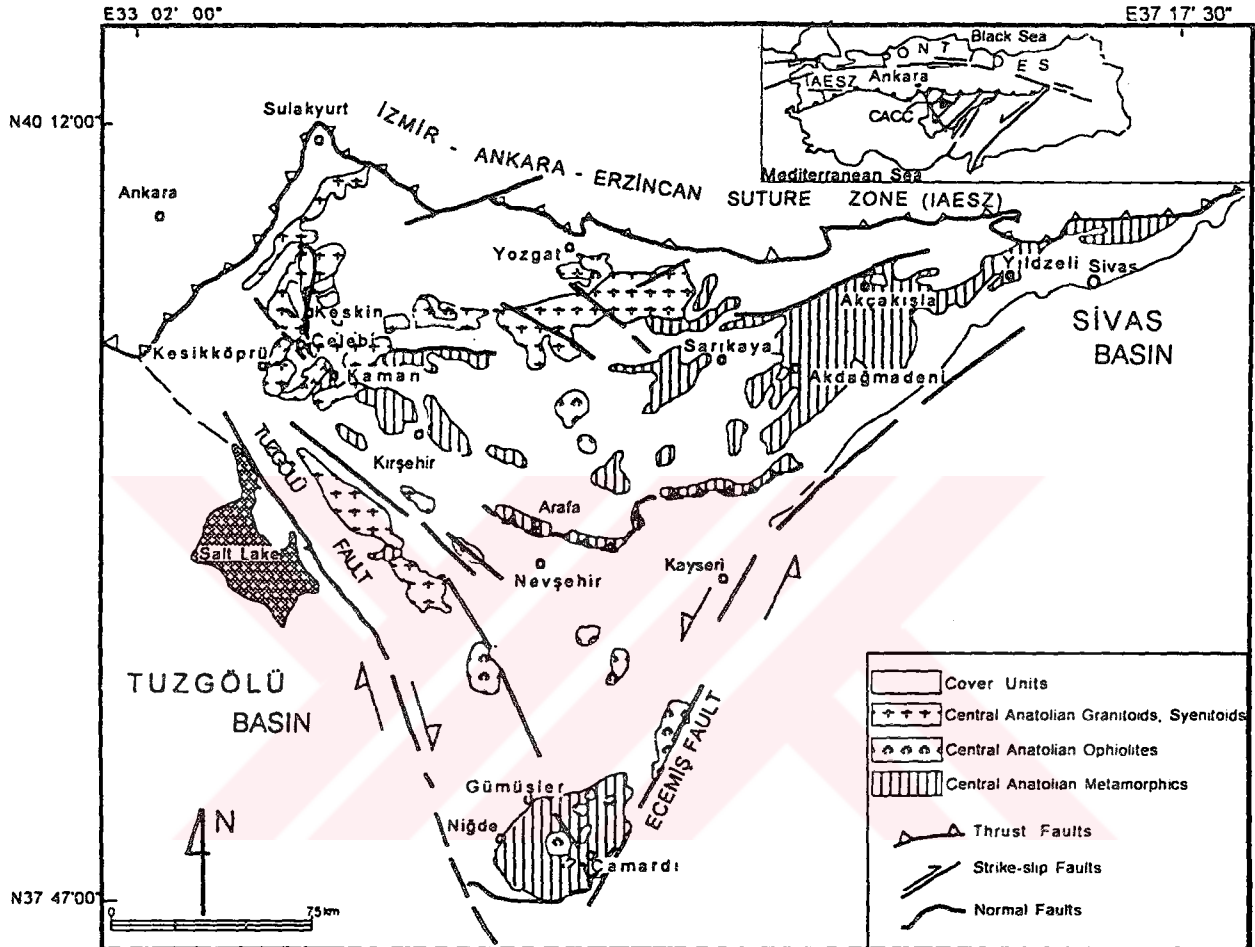 E33 02' 00"
E37 17' 30"
Black Sea
O N T
E S
IAESZ
Ankara
CACC
Mediterranean Sea
N40 12'00"
Sulakyurt
İZMİR - ANKARA - ERZİNCAN SUTURE ZONE (IAESZ)
Ankara
Yozgat
Yıldzeli
Sivas
Akçakışla
Keskin
Çelebi
SİVAS
BASIN
Kesikköprü
Sarıkaya
Kaman
Akdağmadeni
TUZGÖLÜ
FAULT
Kırşehir
Arafa
Salt Lake
Nevşehir
Kayseri
TUZGÖLÜ
BASIN
Cover Units
Central Anatolian Granitoids, Syenitoids
Central Anatolian Ophiolites
Central Anatolian Metamorphics
ECEMİŞ FAULT
Gümüşler
Niğde
Çamardı
N
Thrust Faults
Strike-slip Faults
Normal Faults
N37 47'00"
0
75km